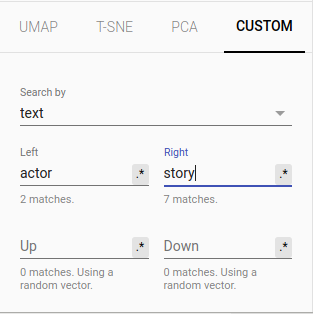 UMAP T-SNE PCA CUSTOM
Search by
text
Left Right
actor .* story .*
2 matches. 7 matches.
Up .* Down .*
0 matches. Using a 0 matches. Using a
random vector. random vector.